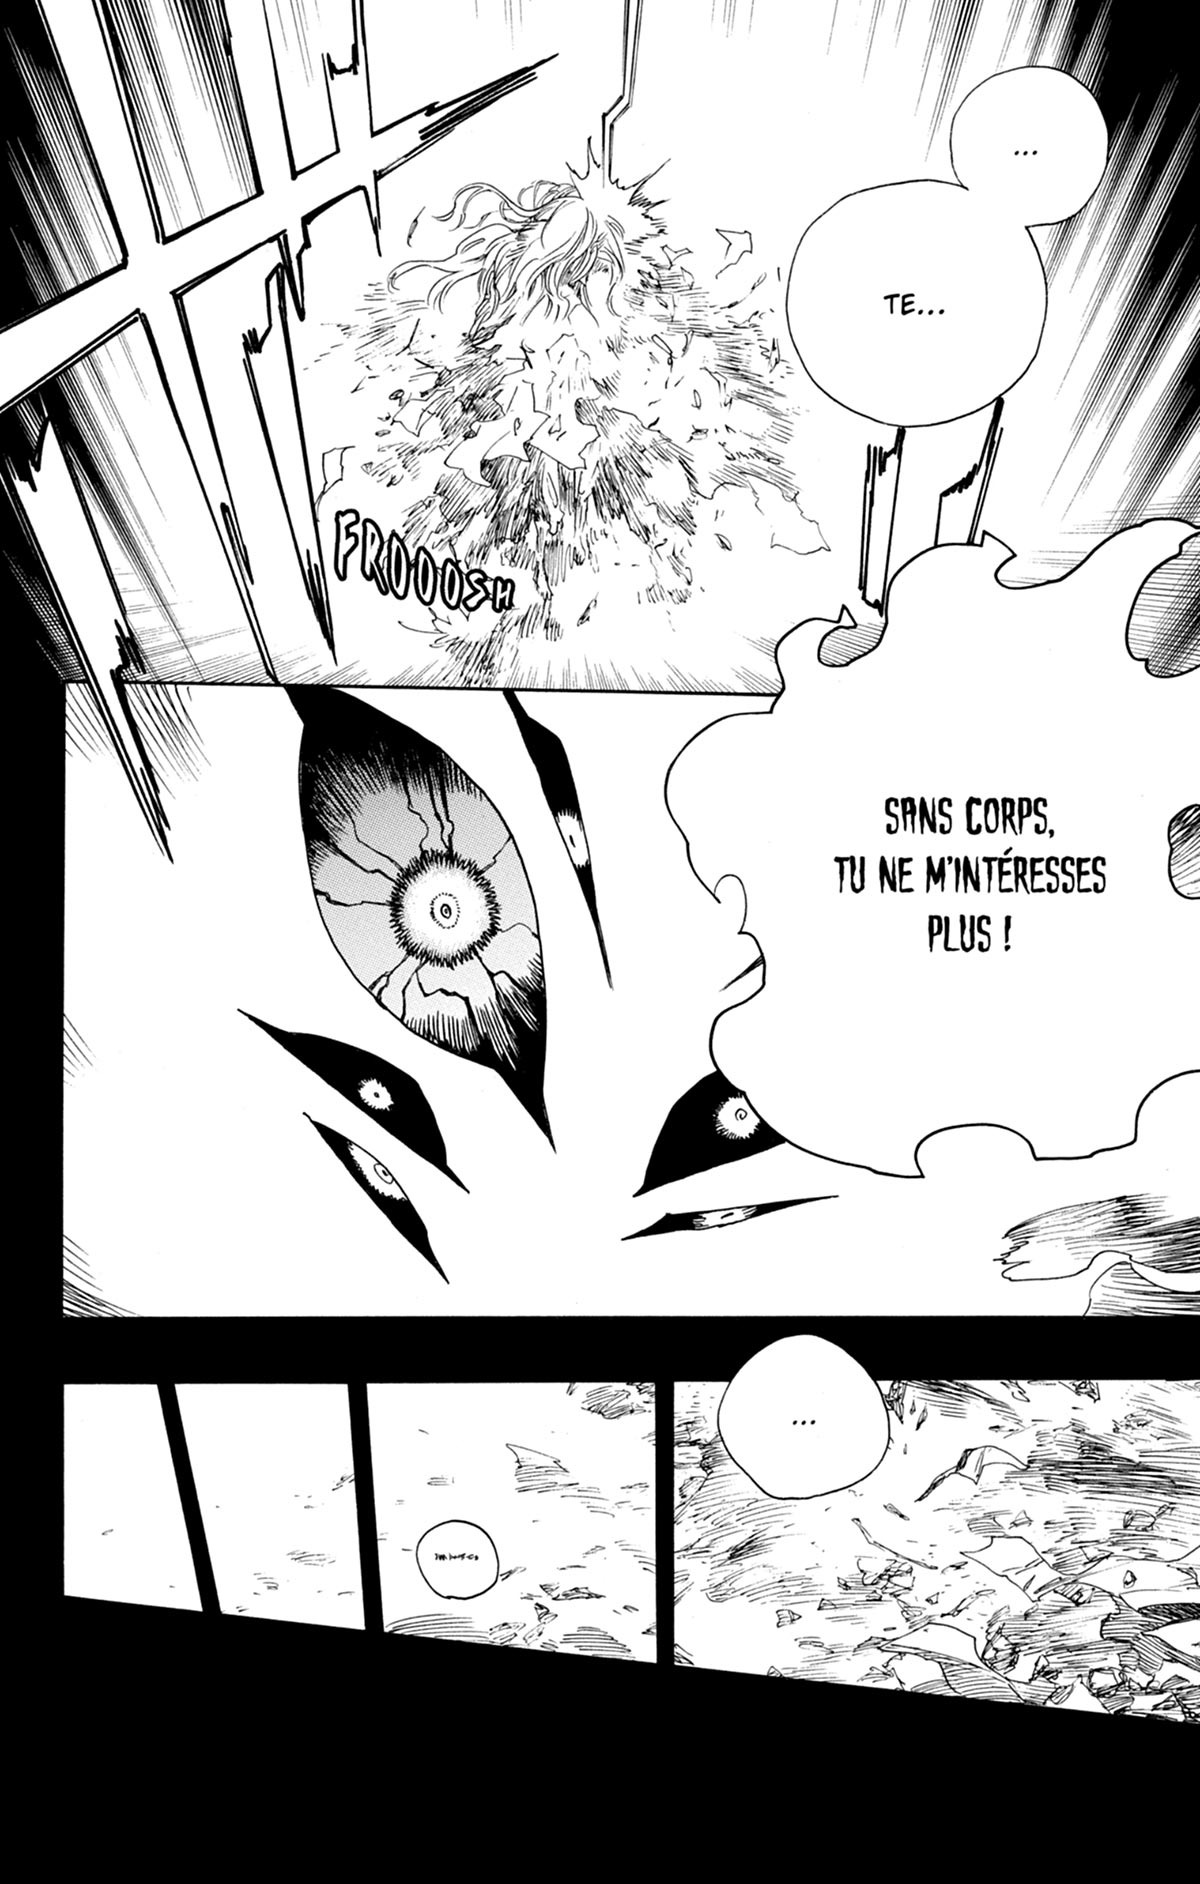 ...
TE...
FROOOSH
SANS CORPS,
TU NE M'INTÉRESSES
PLUS !
...